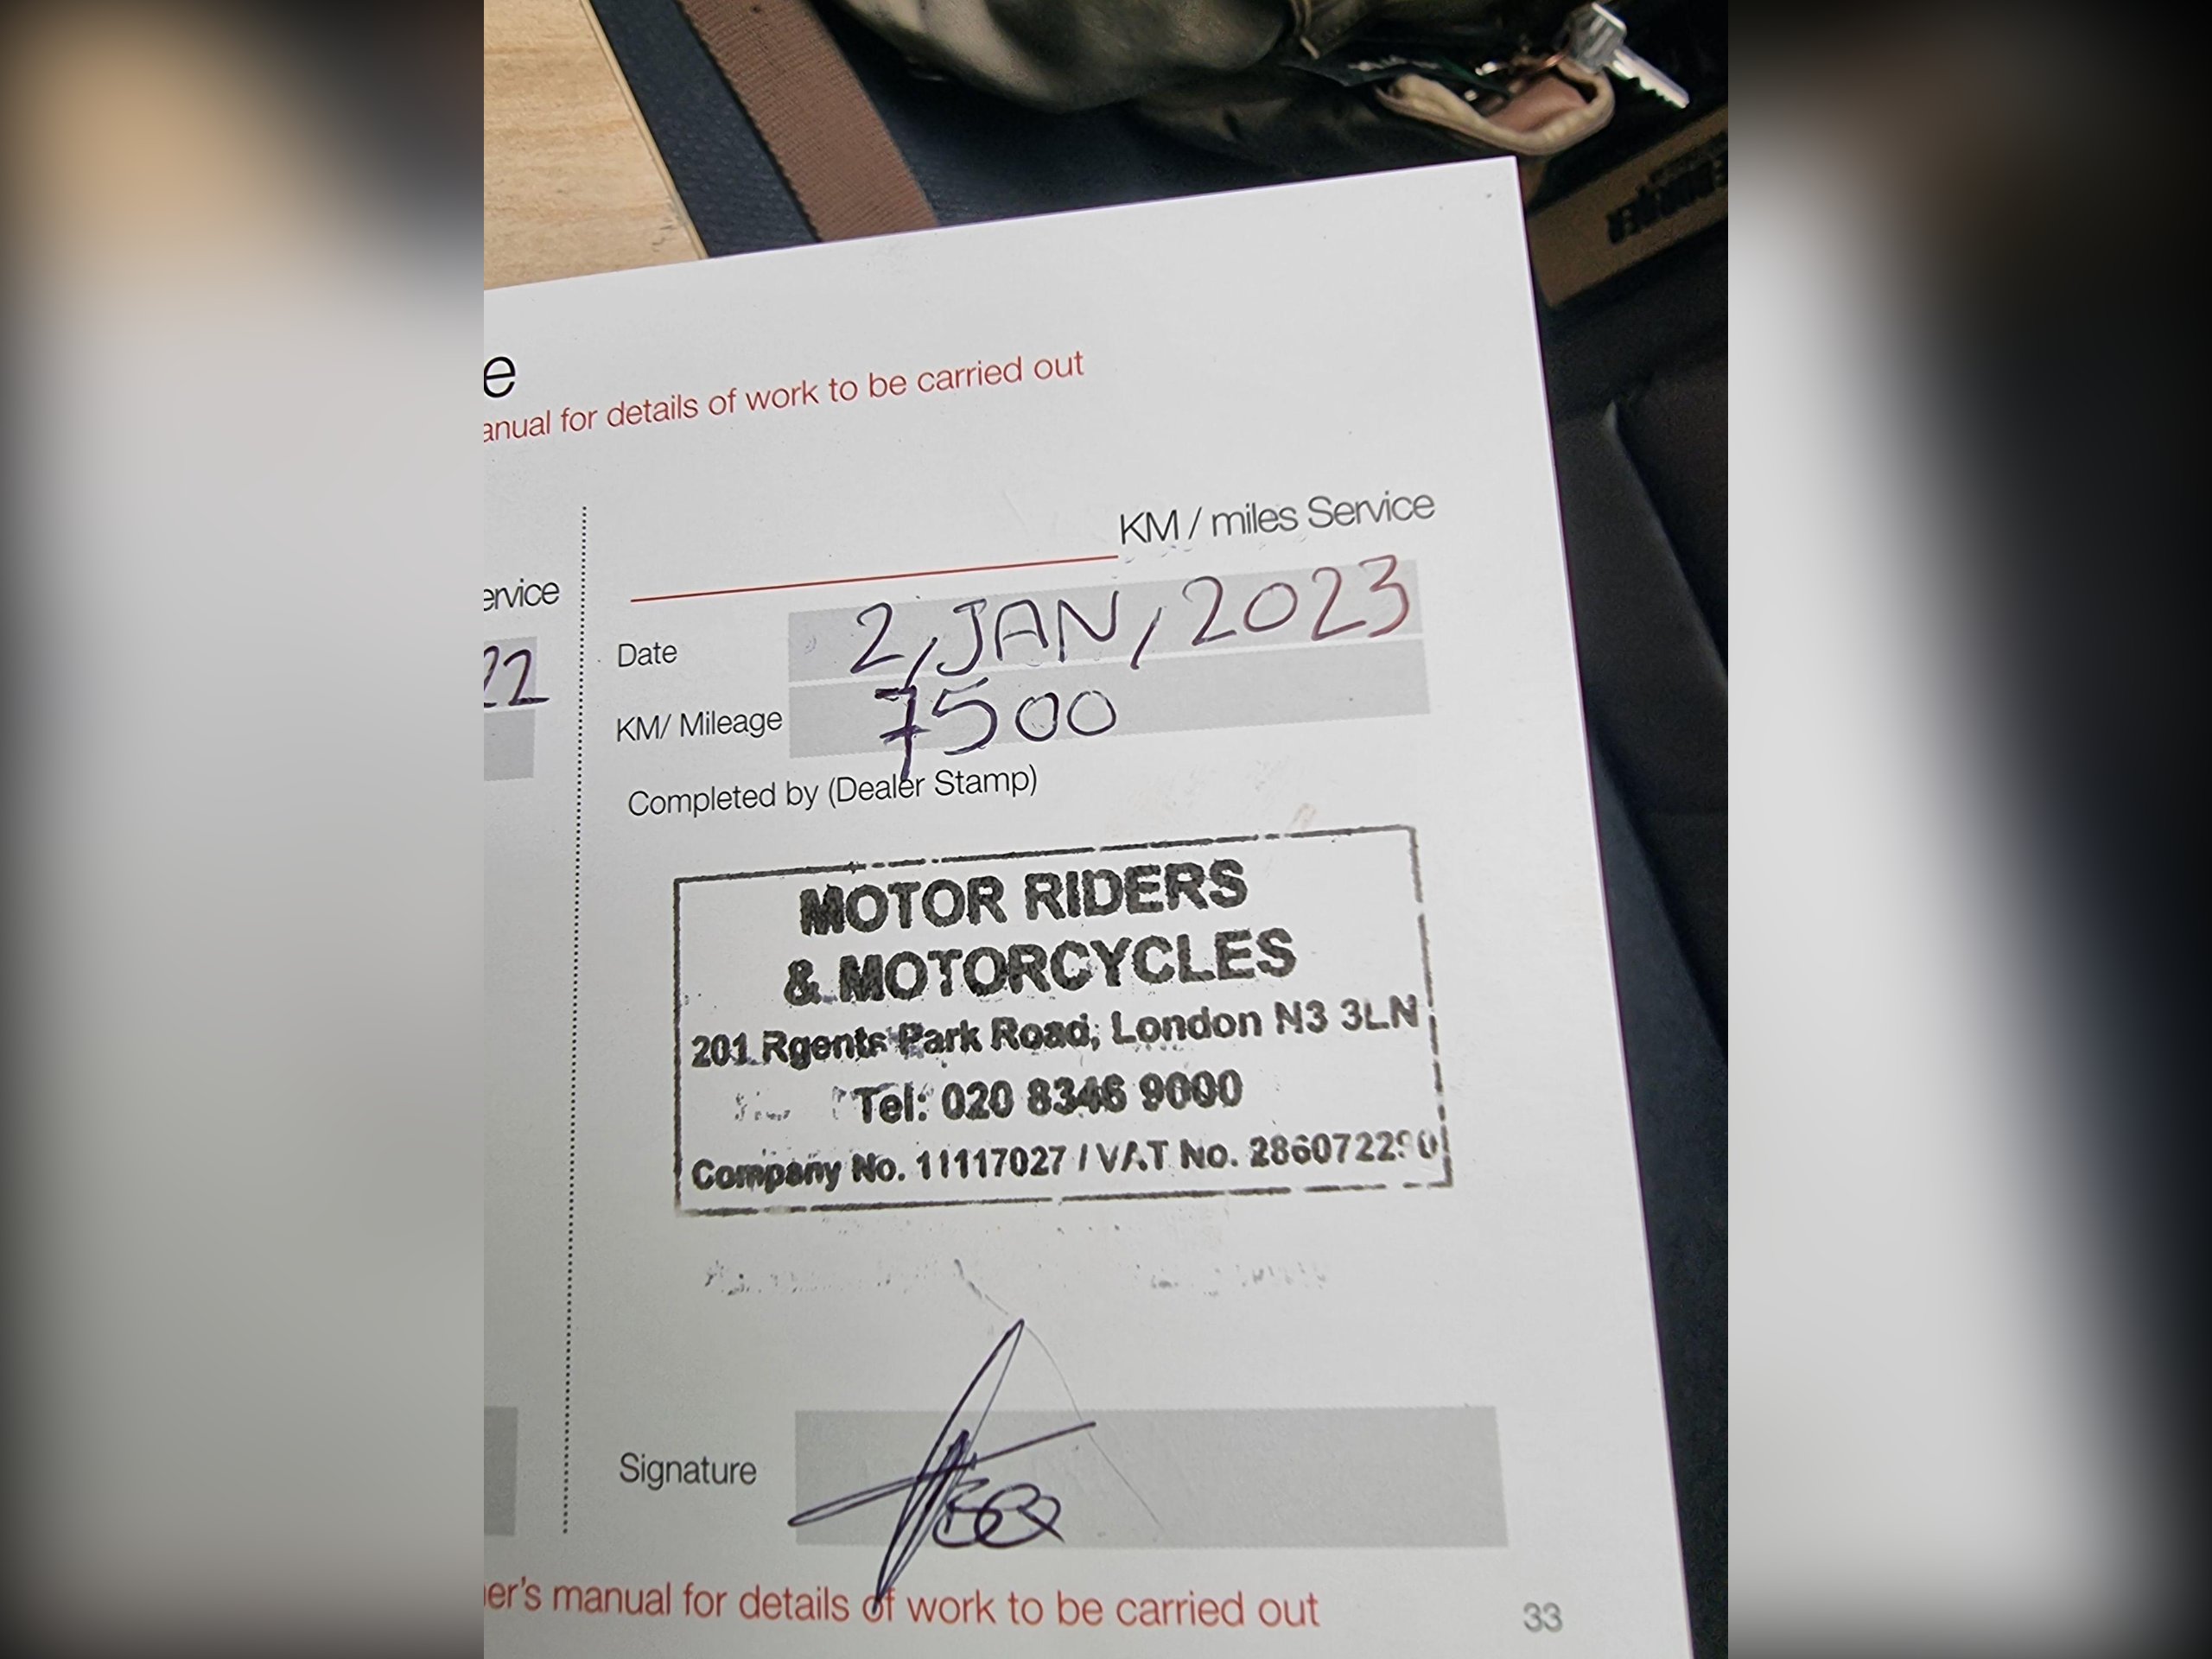 e
anual for details of work to be carried out
ervice
22
KM / miles Service
Date 2, JAN, 2023
KM/ Mileage 7500
Completed by (Dealer Stamp)
MOTOR RIDERS
& MOTORCYCLES
201 Rgents Park Road, London N3 3LN
Tel: 020 8346 9000
Company No. 11117027 / VAT No.
Signature
er's manual for details of work to be carried out
33